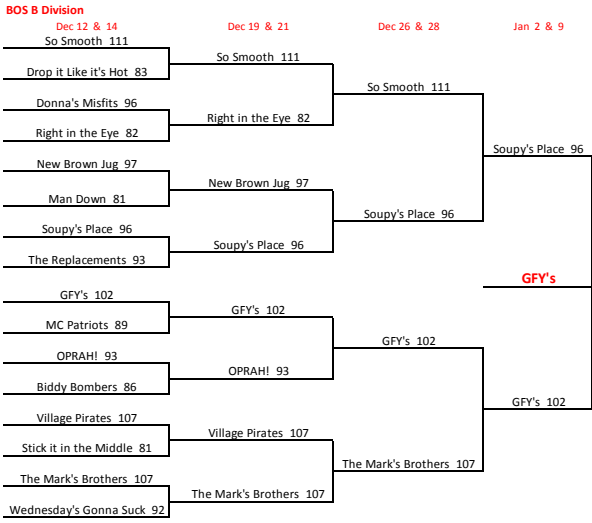 BOS B Division
Dec 12 & 14
Dec 19 & 21
Dec 26 & 28
Jan 2 & 9
So Smooth 111
So Smooth 111
Drop it Like it's Hot 83
So Smooth 111
Donna's Misfits 96
Right in the Eye 82
Right in the Eye 82
Soupy's Place 96
New Brown Jug 97
New Brown Jug 97
Man Down 81
Soupy's Place 96
Soupy's Place 96
Soupy's Place 96
The Replacements 93
GFY's
GFY's 102
GFY's 102
MC Patriots 89
GFY's 102
OPRAH! 93
OPRAH! 93
Biddy Bombers 86
GFY's 102
Village Pirates 107
Village Pirates 107
Stick it in the Middle 81
The Mark's Brothers 107
The Mark's Brothers 107
The Mark's Brothers 107
Wednesday's Gonna Suck 92